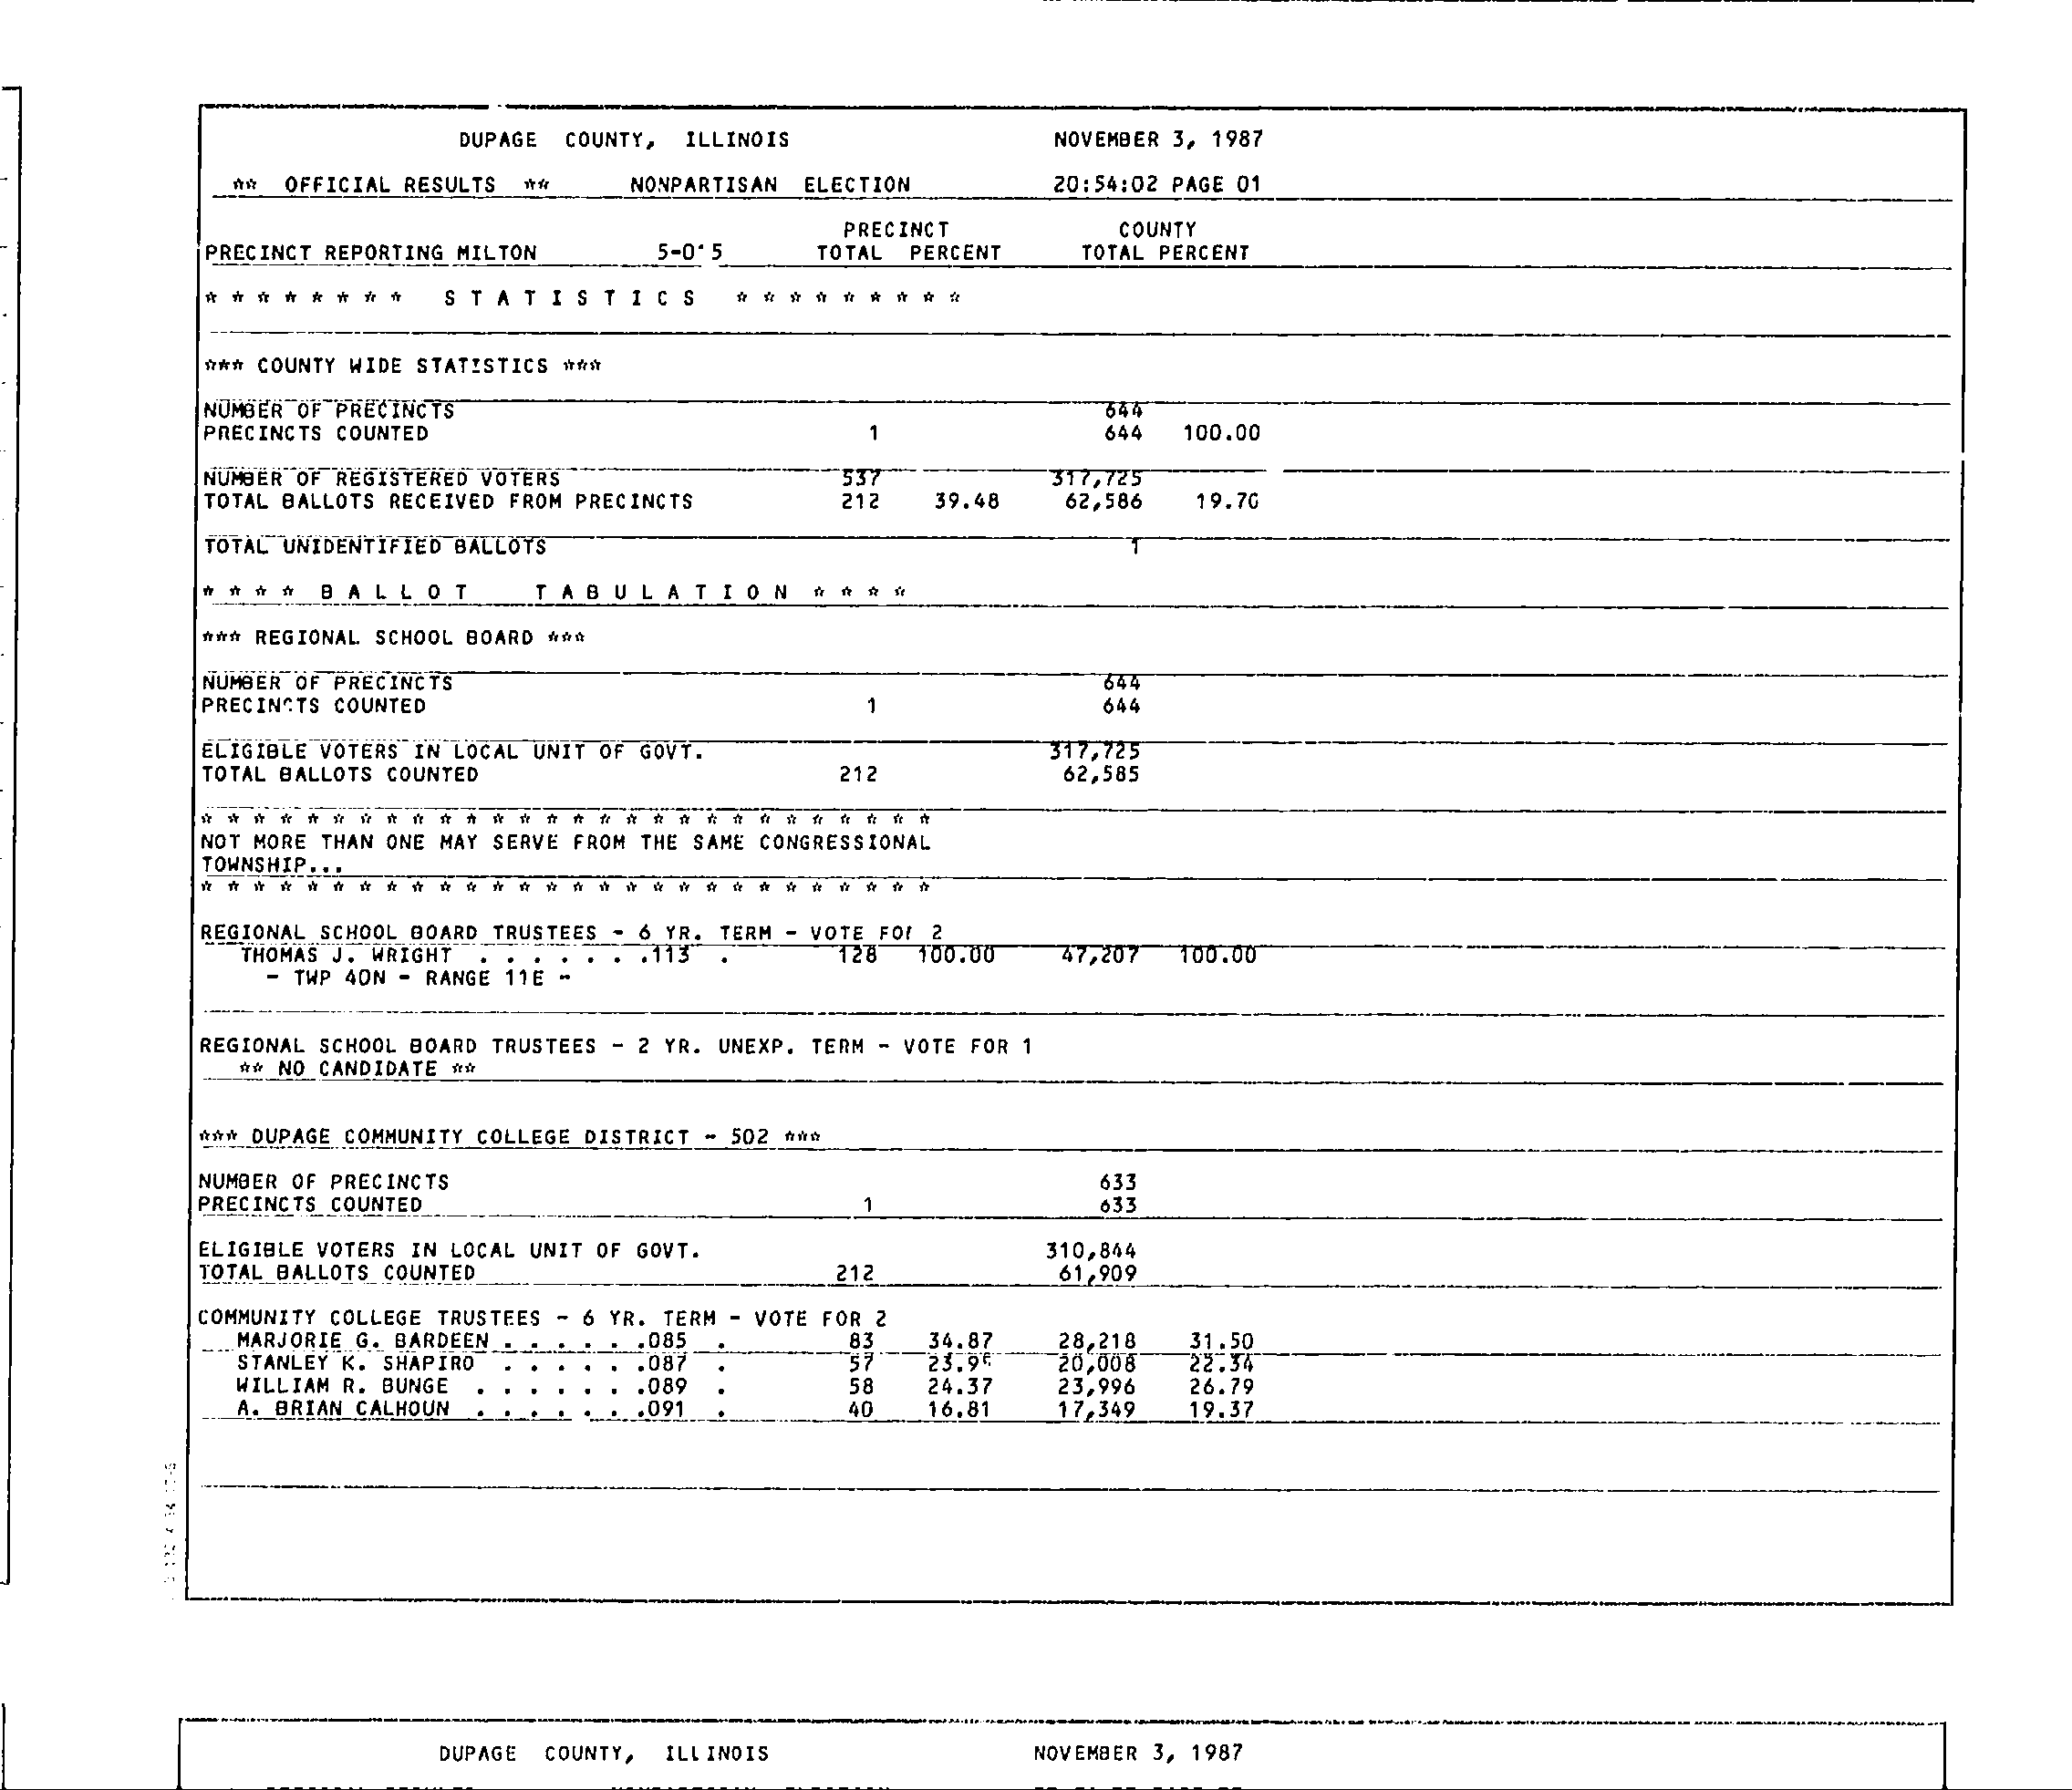 DUPAGE COUNTY, ILLINOIS NOVEMBER 3, 1987
** OFFICIAL RESULTS ** NONPARTISAN ELECTION 20:54:02 PAGE 01
PRECINCT COUNTY
PRECINCT REPORTING MILTON TOTAL PERCENT TOTAL PERCENT
* * * * * * * * S T A T I S T I C S * * * * * * * * *
*** COUNTY WIDE STATISTICS ***
NUMBER OF PRECINCTS 644
PRECINCTS COUNTED 1 644 100.00
NUMBER OF REGISTERED VOTERS 537 317,725
TOTAL BALLOTS RECEIVED FROM PRECINCTS 212 39.48 62,586 19.70
TOTAL UNIDENTIFIED BALLOTS 1
* * * * B A L L O T T A B U L A T I O N * * * *
*** REGIONAL SCHOOL BOARD ***
NUMBER OF PRECINCTS 644
PRECINCTS COUNTED 1 644
ELIGIBLE VOTERS IN LOCAL UNIT OF GOVT. 317,725
TOTAL BALLOTS COUNTED 212 62,585
* * * * * * * * * * * * * * * * * * * * * * * * * * * *
NOT MORE THAN ONE MAY SERVE FROM THE SAME CONGRESSIONAL
TOWNSHIP...
* * * * * * * * * * * * * * * * * * * * * * * * * * * *
REGIONAL SCHOOL BOARD TRUSTEES - 6 YR. TERM - VOTE FOR 2
THOMAS J. WRIGHT . . . . . . .113 . 128 100.00 47,207 100.00
- TWP 40N - RANGE 11E -
REGIONAL SCHOOL BOARD TRUSTEES - 2 YR. UNEXP. TERM - VOTE FOR 1
** NO CANDIDATE **
*** DUPAGE COMMUNITY COLLEGE DISTRICT - 502 ***
NUMBER OF PRECINCTS 633
PRECINCTS COUNTED 1 633
ELIGIBLE VOTERS IN LOCAL UNIT OF GOVT. 310,844
TOTAL BALLOTS COUNTED 212 61,909
COMMUNITY COLLEGE TRUSTEES - 6 YR. TERM - VOTE FOR 2
MARJORIE G. BARDEEN . . . . . .085 . 83 34.87 28,218 31.50
STANLEY K. SHAPIRO . . . . . .087 . 57 20,008 22.34
WILLIAM R. BUNGE . . . . . . .089 . 58 24.37 23,996 26.79
A. BRIAN CALHOUN . . . . . . .091 . 40 16.81 17,349 19.37
DUPAGE COUNTY, ILLINOIS NOVEMBER 3, 1987